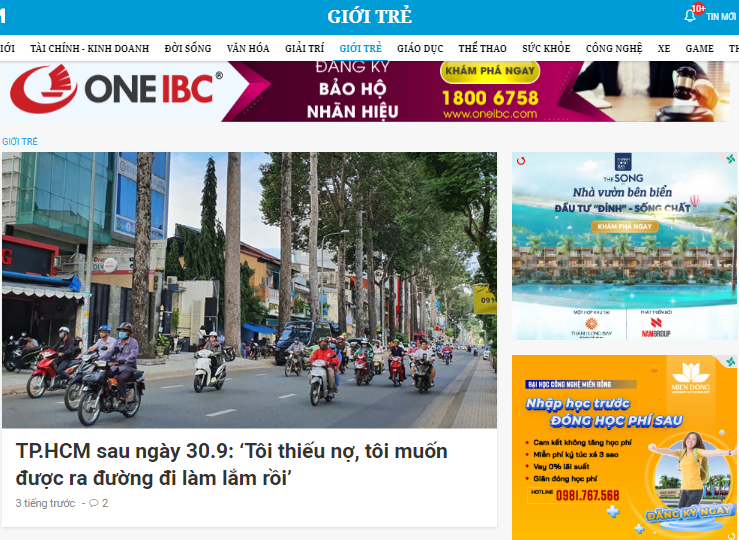 GIỚI TRẺ
10+
TIN MỚI
IỚI TÀI CHÍNH - KINH DOANH ĐỜI SỐNG VĂN HÓA GIẢI TRÍ GIỚI TRẺ GIÁO DỤC THỂ THAO SỨC KHỎE CÔNG NGHỆ XE GAME TH
ONE IBC®
ĐĂNG KÝ
BẢO HỘ
NHÃN HIỆU
KHÁM PHÁ NGAY
1800 6758
www.oneibc.com
GIỚI TRẺ
091
TP.HCM sau ngày 30.9: ‘Tôi thiếu nợ, tôi muốn
được ra đường đi làm lắm rồi’
3 tiếng trước - 2
THE SONG
Nhà vườn bên biển
ĐẦU TƯ “ĐỈNH” - SỐNG CHẤT
KHÁM PHÁ NGAY
MỘT HỢP KHU TẠI
THANH LONG BAY
PHÁT TRIỂN BỞI
NAMGROUP
ĐẠI HỌC CÔNG NGHỆ MIỀN ĐÔNG
MIEN DONG
Nhập học trước
ĐÓNG HỌC PHÍ SAU
Cam kết không tăng học phí
Miễn phí ký túc xá 3 sao
Vay 0% lãi suất
Giãn đóng học phí
HOTLINE 0981.767.568
ĐĂNG KÝ NGAY